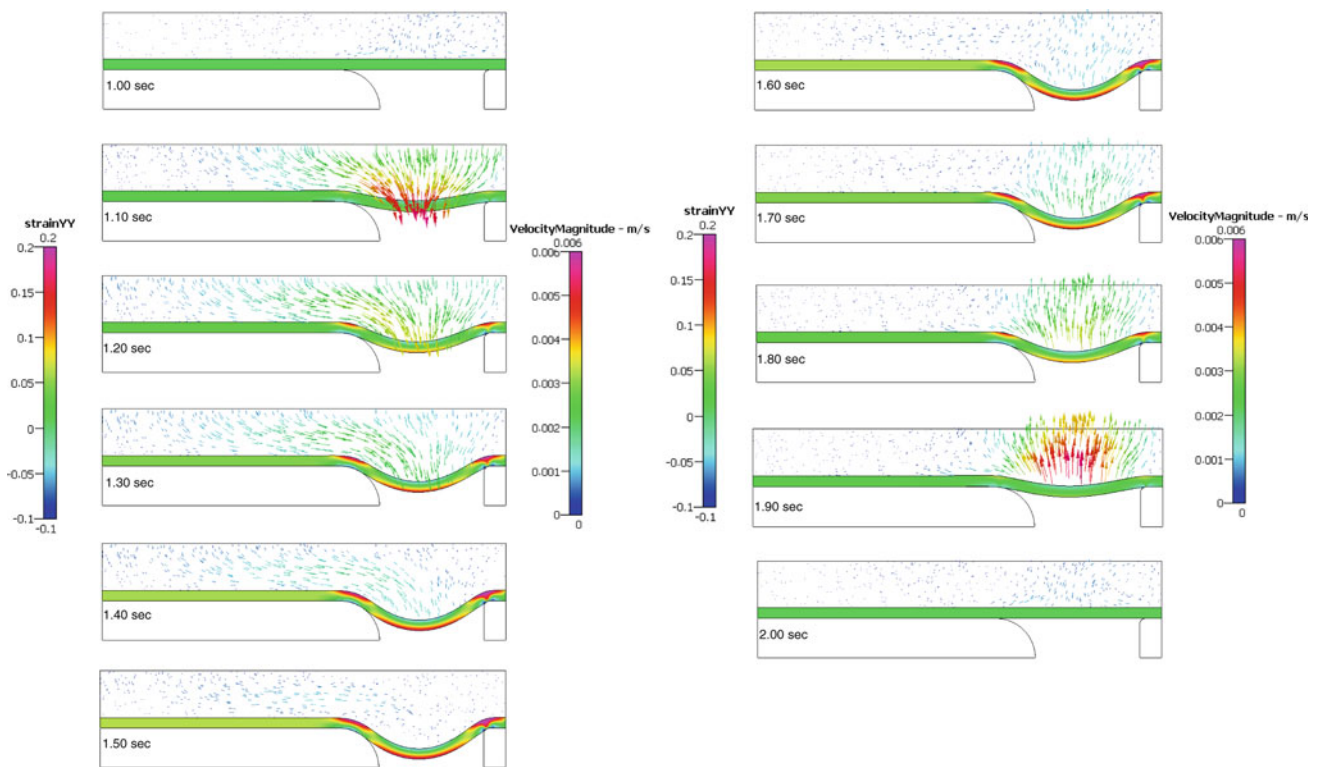 1.00 sec
1.10 sec
1.20 sec
1.30 sec
1.40 sec
1.50 sec
strainYY
0.2
0.2
0.15
0.1
0.05
0
-0.05
-0.1
-0.1
VelocityMagnitude - m/s
0.006
0.006
0.005
0.004
0.003
0.002
0.001
0
0
1.60 sec
1.70 sec
1.80 sec
1.90 sec
2.00 sec
strainYY
0.2
0.2
0.15
0.1
0.05
0
-0.05
-0.1
-0.1
VelocityMagnitude - m/s
0.006
0.006
0.005
0.004
0.003
0.002
0.001
0
0